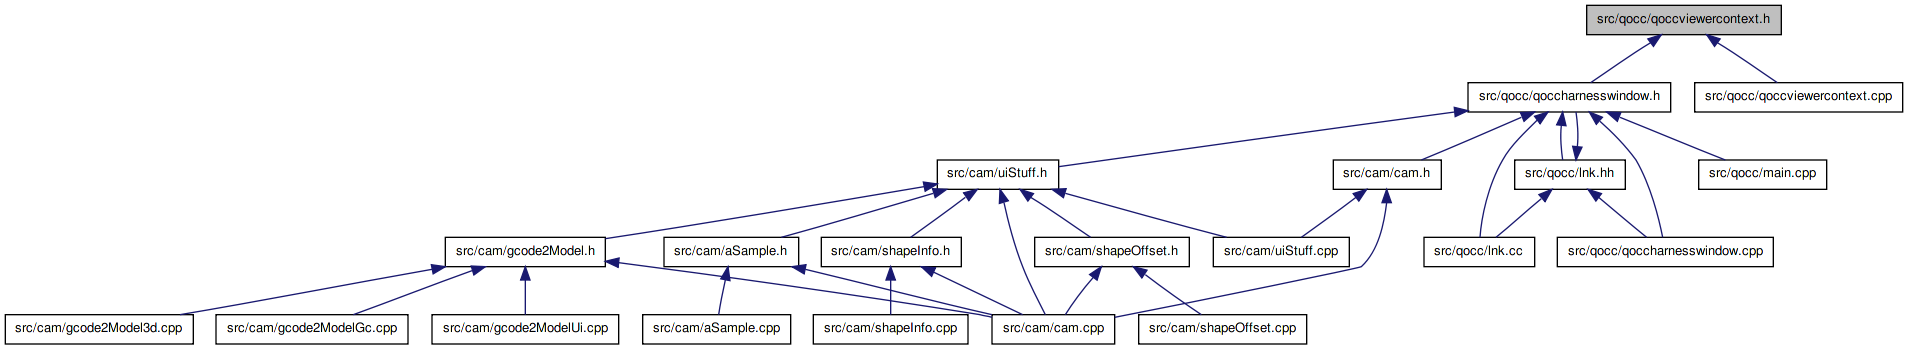 src/qocc/qoccviewercontext.h
src/qocc/qoccharnesswindow.h
src/qocc/qoccviewercontext.cpp
src/cam/uiStuff.h
src/cam/cam.h
src/qocc/lnk.hh
src/qocc/main.cpp
src/cam/gcode2Model.h
src/cam/aSample.h
src/cam/shapeInfo.h
src/cam/shapeOffset.h
src/cam/uiStuff.cpp
src/qocc/lnk.cc
src/qocc/qoccharnesswindow.cpp
src/cam/gcode2Model3d.cpp
src/cam/gcode2ModelGc.cpp
src/cam/gcode2ModelUi.cpp
src/cam/aSample.cpp
src/cam/shapeInfo.cpp
src/cam/cam.cpp
src/cam/shapeOffset.cpp